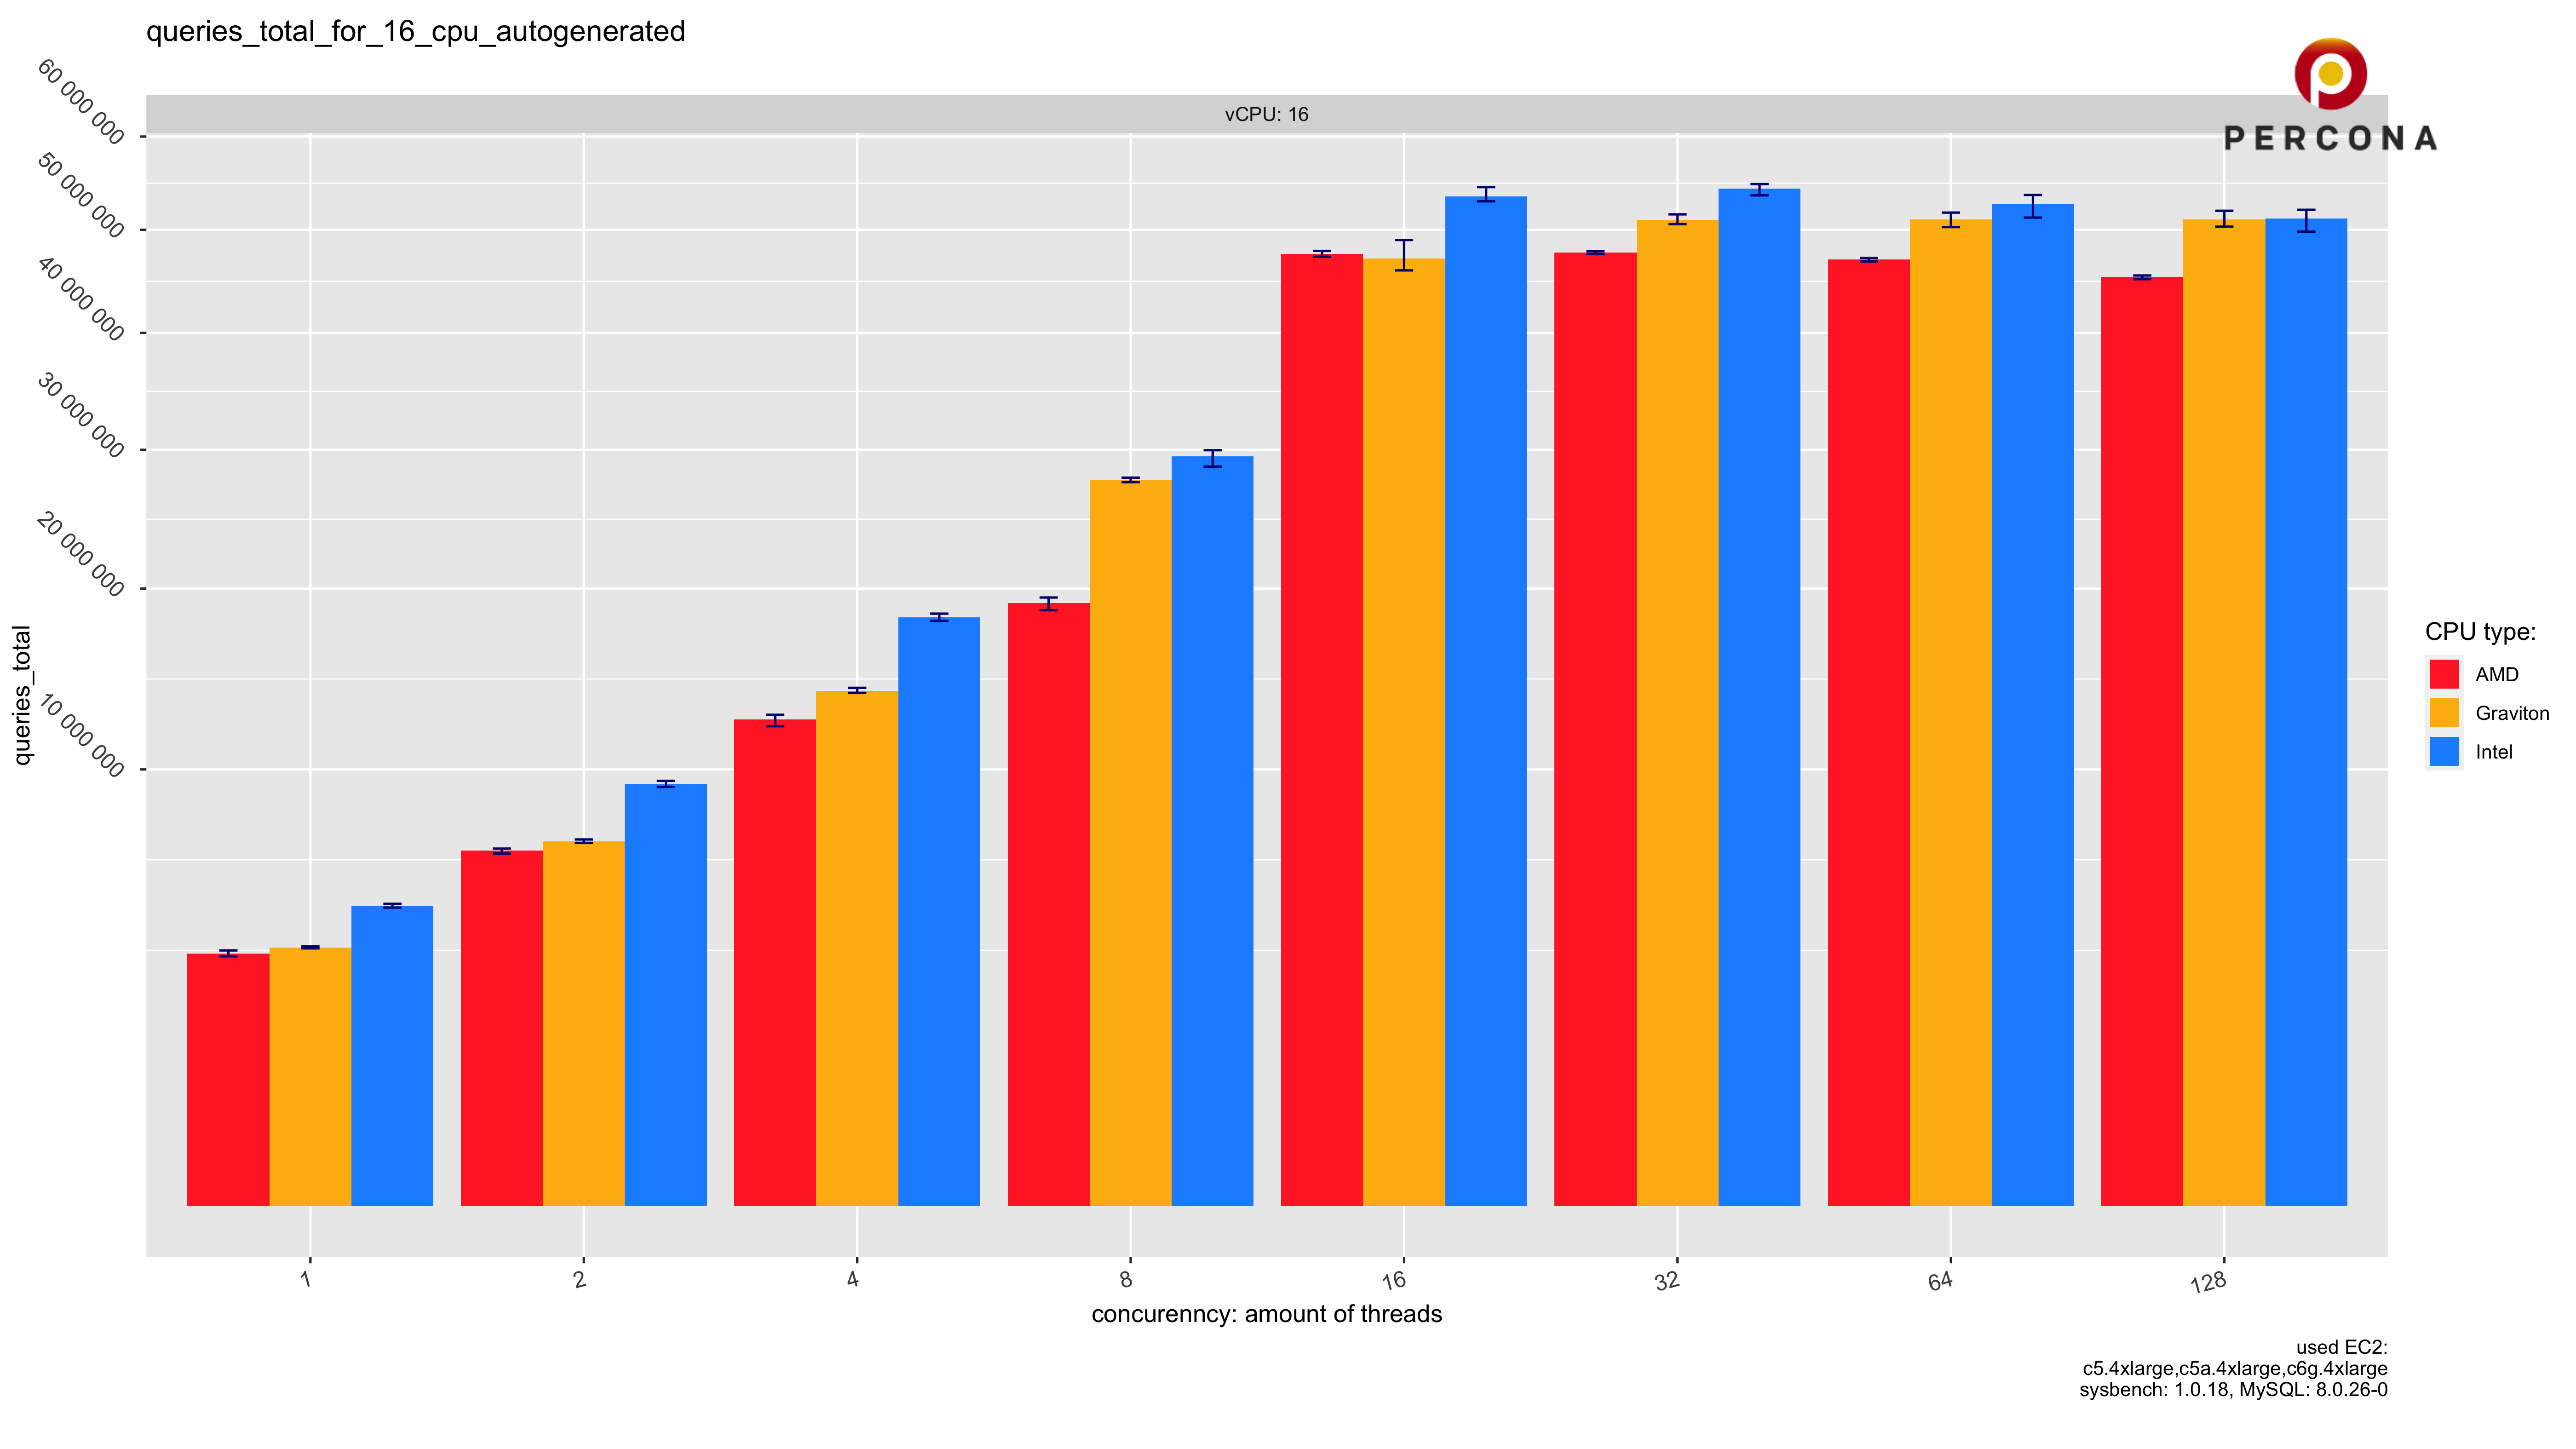 queries_total_for_16_cpu_autogenerated
PERCONA
vCPU: 16
60 000 000
50 000 000
40 000 000
30 000 000
20 000 000
10 000 000
queries_total
CPU type:
AMD
Graviton
Intel
1
2
4
8
16
32
64
128
concurenncy: amount of threads
used EC2:
c5.4xlarge,c5a.4xlarge,c6g.4xlarge
sysbench: 1.0.18, MySQL: 8.0.26-0